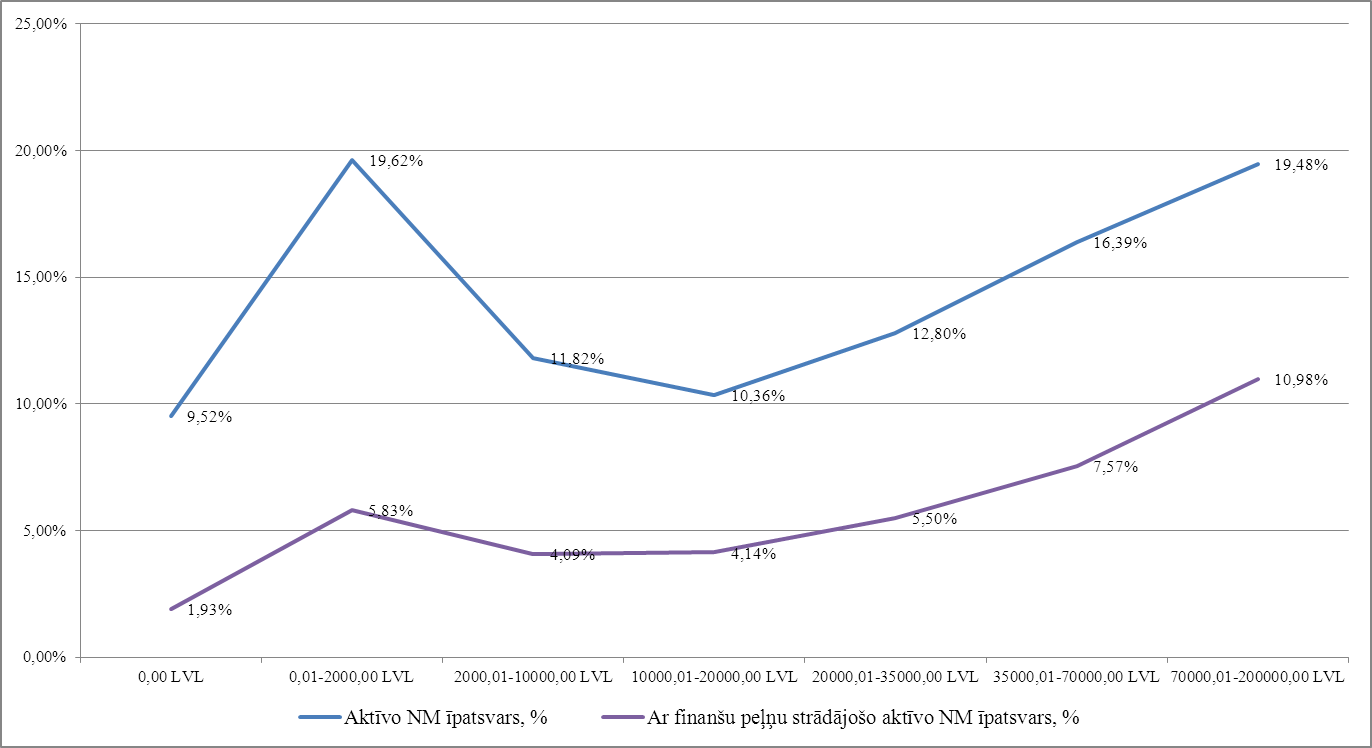 25,00%
20,00%
15,00%
10,00%
5,00%
0,00%
19,62%
19,48%
16,39%
12,80%
11,82%
10,36%
10,98%
9,52%
7,57%
5,83%
5,50%
4,09%
4,14%
1,93%
0,00 LVL
0,01-2000,00 LVL
2000,01-10000,00 LVL
10000,01-20000,00 LVL
20000,01-35000,00 LVL
35000,01-70000,00 LVL
70000,01-200000,00 LVL
Aktīvo NM īpatsvars, %
Ar finanšu peļņu strādājošo aktīvo NM īpatsvars, %